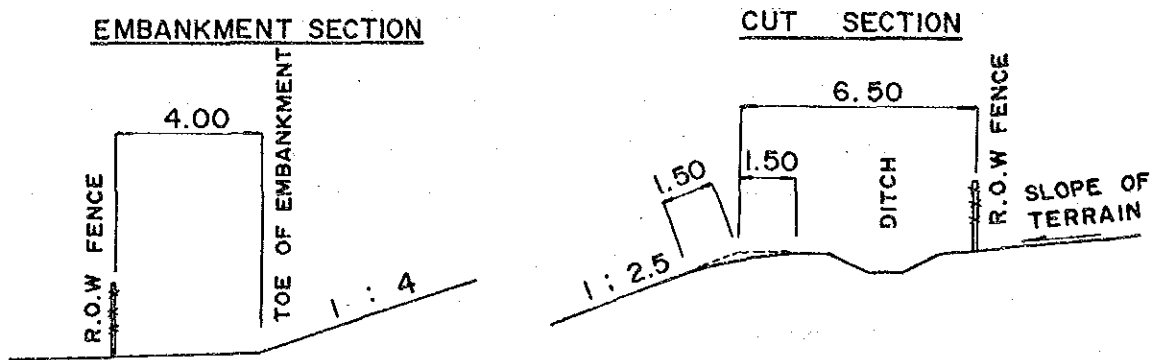 EMBANKMENT SECTION
4.00
R.O.W FENCE
TOE OF EMBANKMENT
1 : 4
CUT SECTION
6.50
1.50
1.50
DITCH
R.O.W FENCE
SLOPE OF
TERRAIN
1 : 2.5